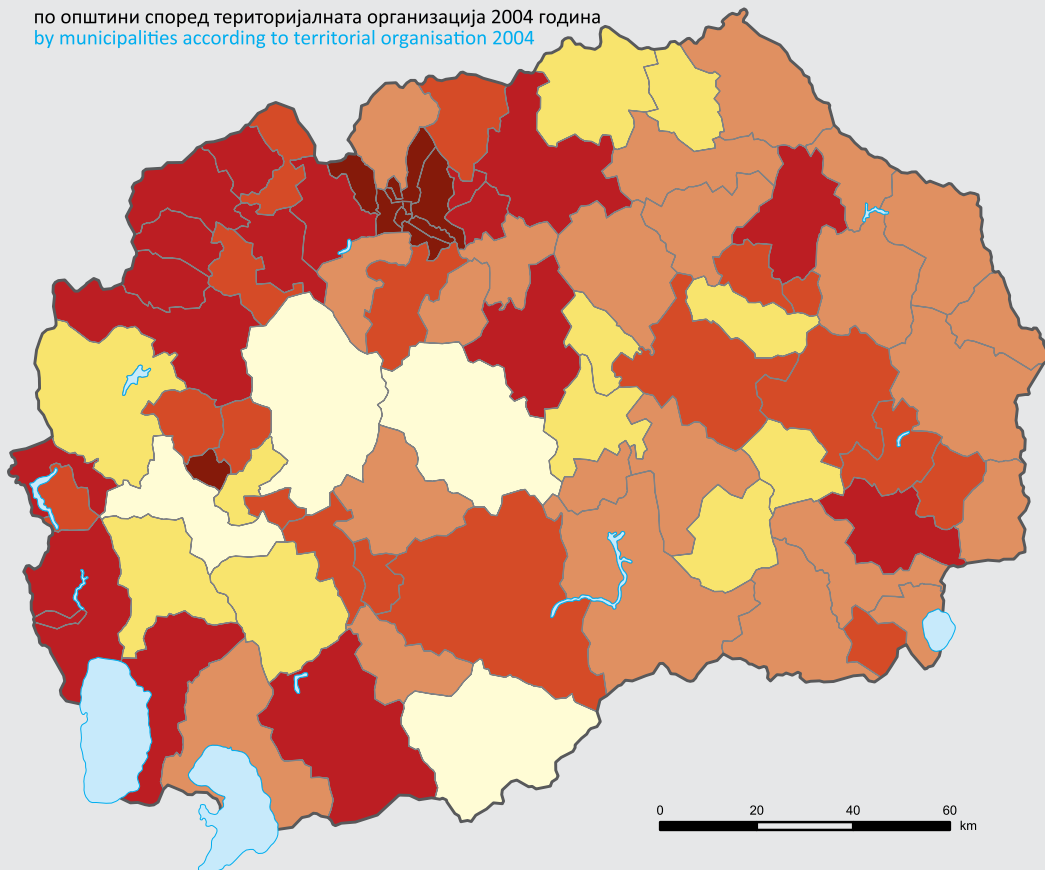 по општини според територијалната организација 2004 година
by municipalities according to territorial organisation 2004
0 20 40 60
km